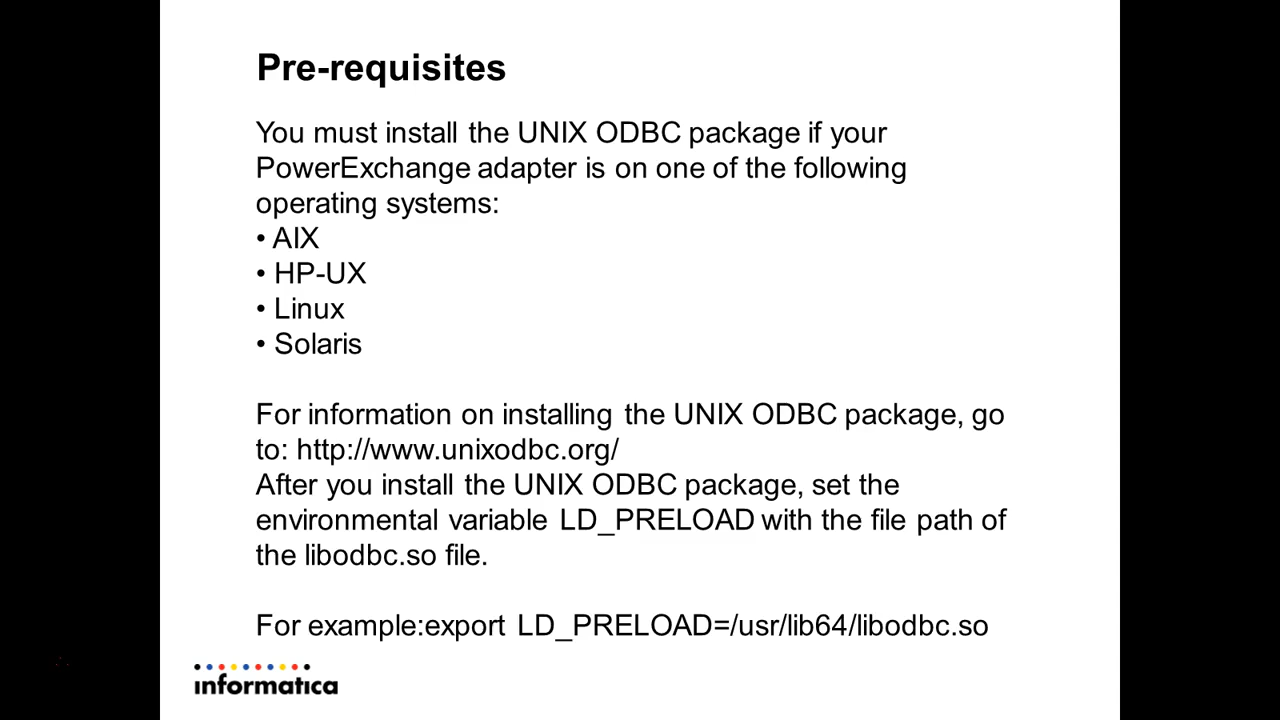 Pre-requisites
You must install the UNIX ODBC package if your
PowerExchange adapter is on one of the following
operating systems:
• AIX
• HP-UX
• Linux
• Solaris
For information on installing the UNIX ODBC package, go
to: http://www.unixodbc.org/
After you install the UNIX ODBC package, set the
environmental variable LD_PRELOAD with the file path of
the libodbc.so file.
For example:export LD_PRELOAD=/usr/lib64/libodbc.so
informatica